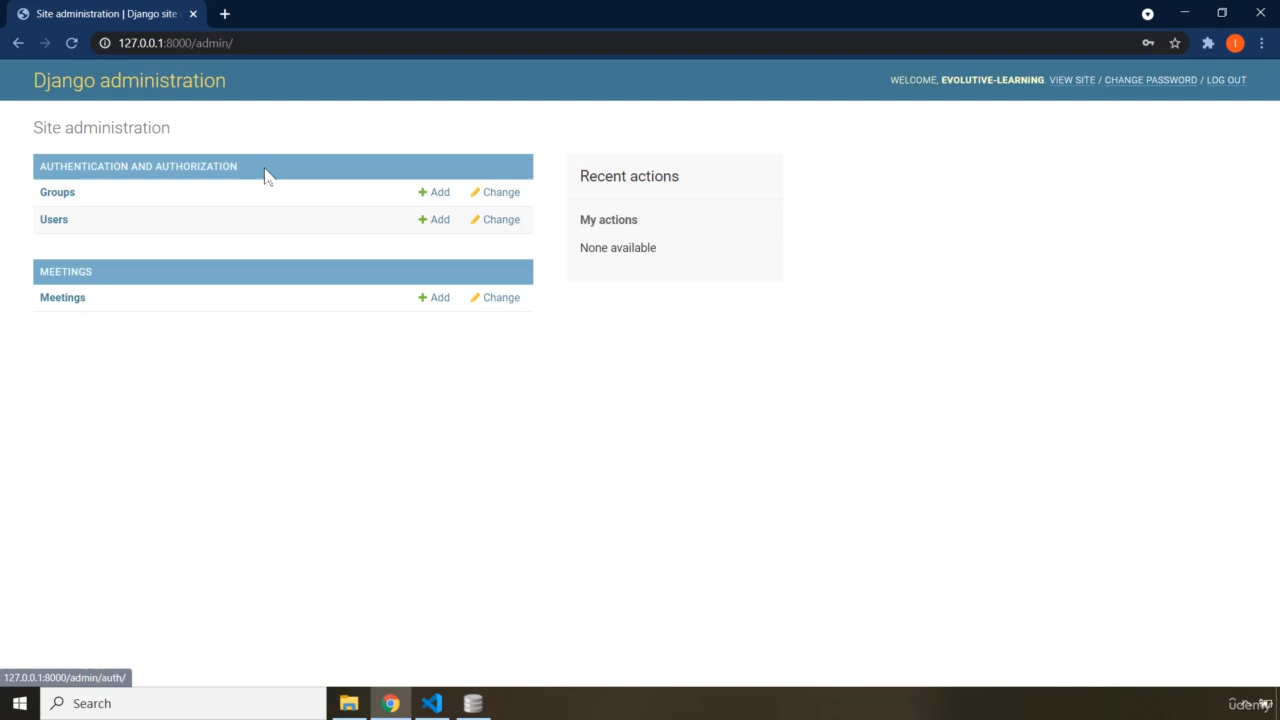 Site administration | Django site
127.0.0.1:8000/admin/
Django administration
WELCOME, EVOLUTIVE-LEARNING. VIEW SITE / CHANGE PASSWORD / LOG OUT
Site administration
AUTHENTICATION AND AUTHORIZATION
Groups Add Change
Users Add Change
MEETINGS
Meetings Add Change
Recent actions
My actions
None available
127.0.0.1:8000/admin/auth/
Search
udemy